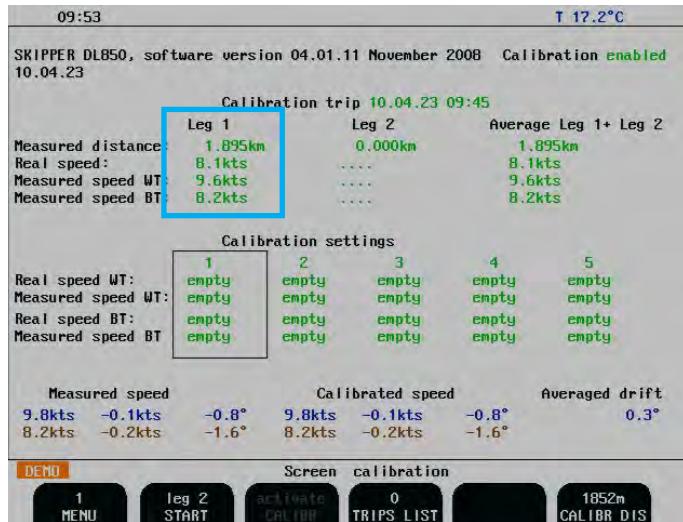 09:53 T 17.2°C
SKIPPER DL850, software version 04.01.11 November 2008 Calibration enabled
10.04.23
Calibration trip 10.04.23 09:45
Leg 1 Leg 2 Average Leg 1+ Leg 2
Measured distance: 1.895km 0.000km 1.895km
Real speed: 8.1kts .... 8.1kts
Measured speed WT: 9.6kts .... 9.6kts
Measured speed BT: 8.2kts .... 8.2kts
Calibration settings
1 2 3 4 5
Real speed WT: empty empty empty empty empty
Measured speed WT: empty empty empty empty empty
Real speed BT: empty empty empty empty empty
Measured speed BT empty empty empty empty empty
Measured speed Calibrated speed Averaged drift
9.8kts -0.1kts -0.8° 9.8kts -0.1kts -0.8° 0.3°
8.2kts -0.2kts -1.6° 8.2kts -0.2kts -1.6°
DEMO Screen calibration
1 leg 2 activate 0 1852m
MENU START CALIBR TRIPS LIST CALIBR DIS